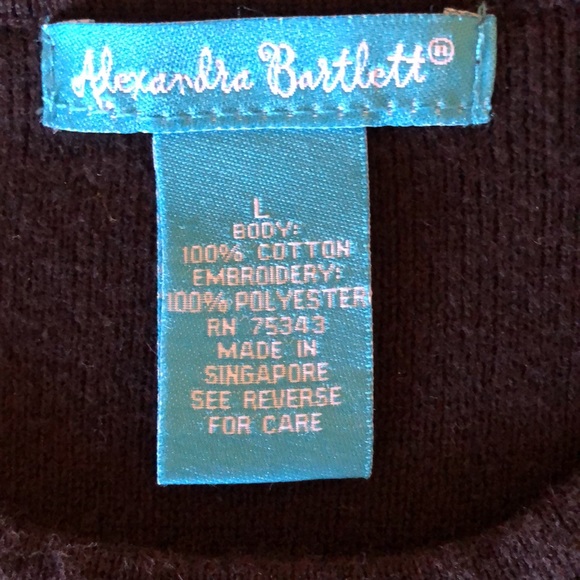 Alexandra Bartlett®
L
BODY:
100% COTTON
EMBROIDERY:
100% POLYESTER
RN 75343
MADE IN
SINGAPORE
SEE REVERSE
FOR CARE